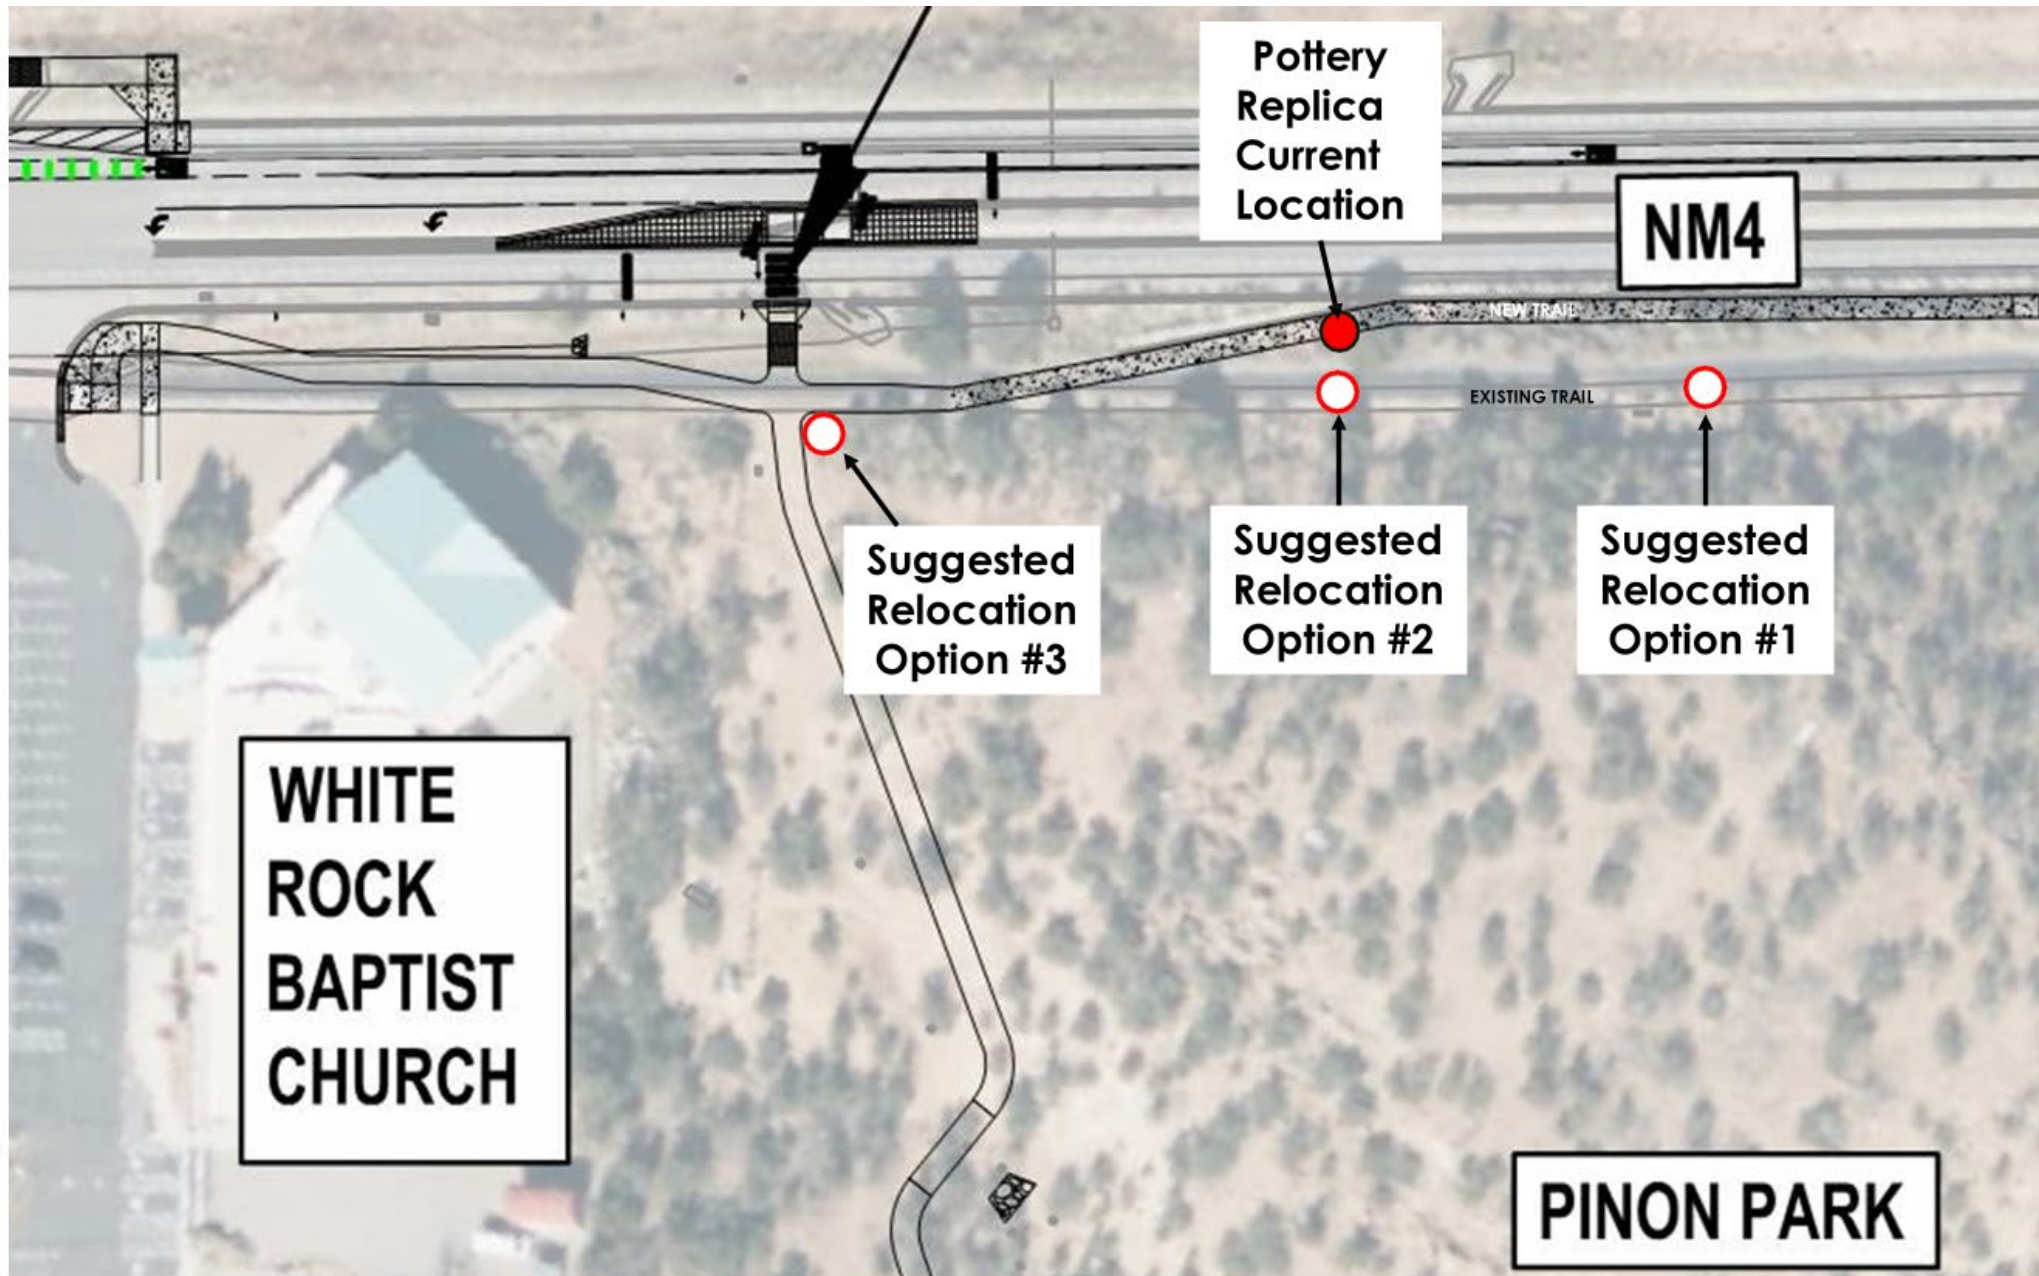 Pottery
Replica
Current
Location
NM4
NEW TRAIL
EXISTING TRAIL
Suggested
Relocation
Option #3
Suggested
Relocation
Option #2
Suggested
Relocation
Option #1
WHITE
ROCK
BAPTIST
CHURCH
PINON PARK